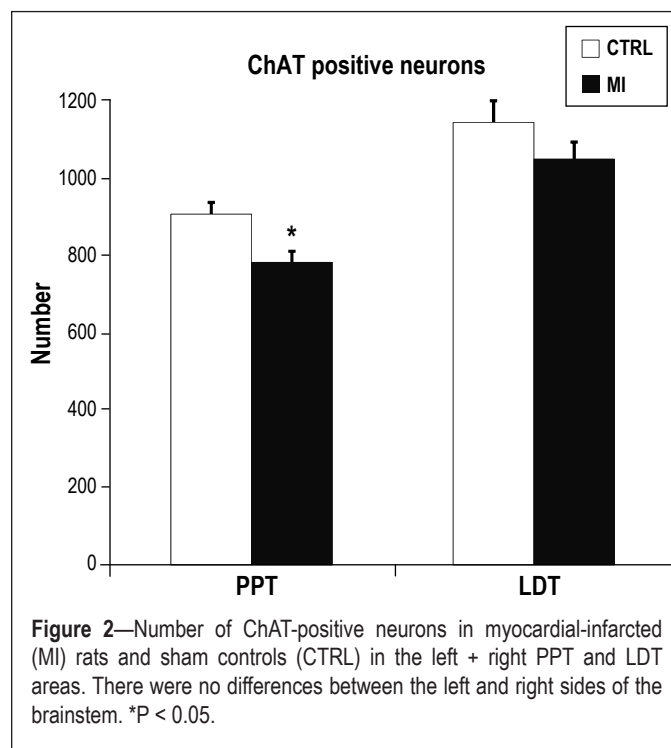 CTRL
MI
ChAT positive neurons
1200
1000
800
600
400
200
0
Number
*
PPT
LDT
Figure 2—Number of ChAT-positive neurons in myocardial-infarcted
(MI) rats and sham controls (CTRL) in the left + right PPT and LDT
areas. There were no differences between the left and right sides of the
brainstem. *P < 0.05.